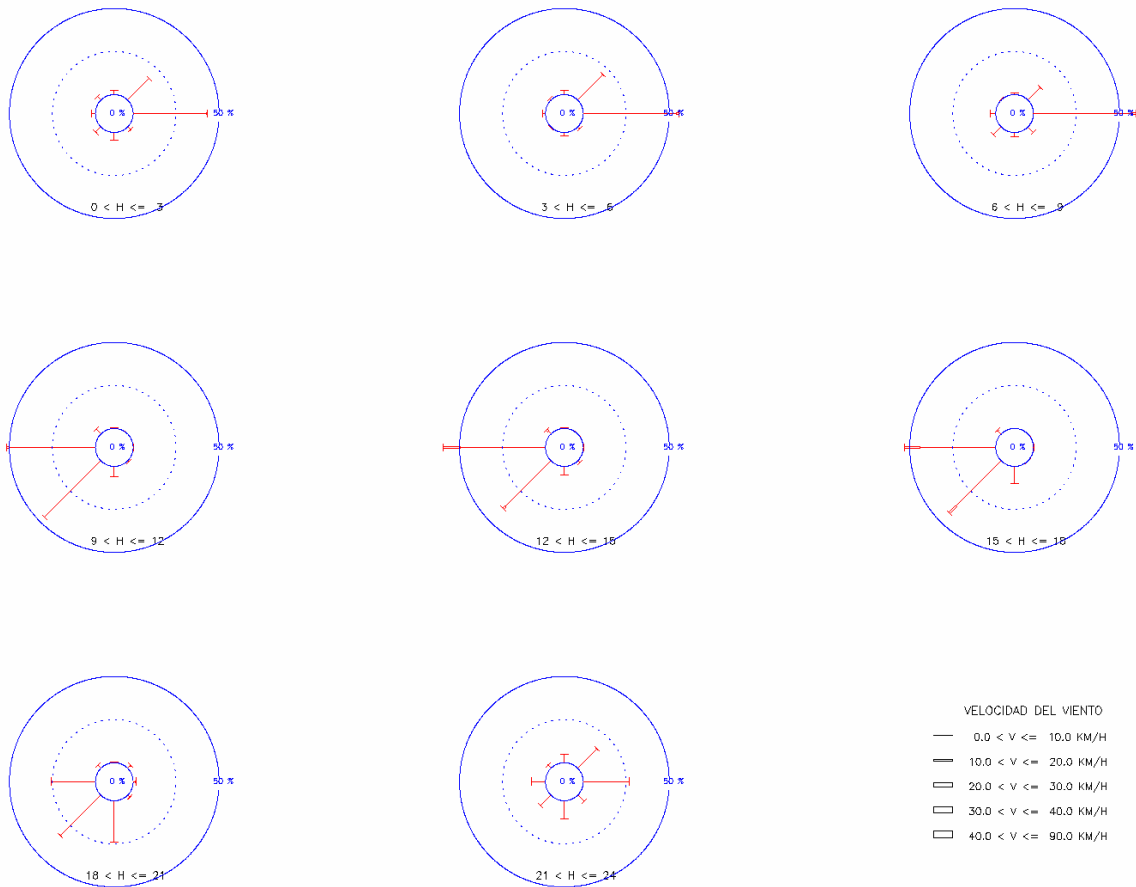 0 % 50 %
0 < H <= 3
0 % 50 %
3 < H <= 6
0 % 50 %
6 < H <= 9
0 % 50 %
9 < H <= 12
0 % 50 %
12 < H <= 15
0 % 50 %
15 < H <= 18
0 % 50 %
18 < H <= 21
0 % 50 %
21 < H <= 24
VELOCIDAD DEL VIENTO
0.0 < V <= 10.0 KM/H
10.0 < V <= 20.0 KM/H
20.0 < V <= 30.0 KM/H
30.0 < V <= 40.0 KM/H
40.0 < V <= 90.0 KM/H